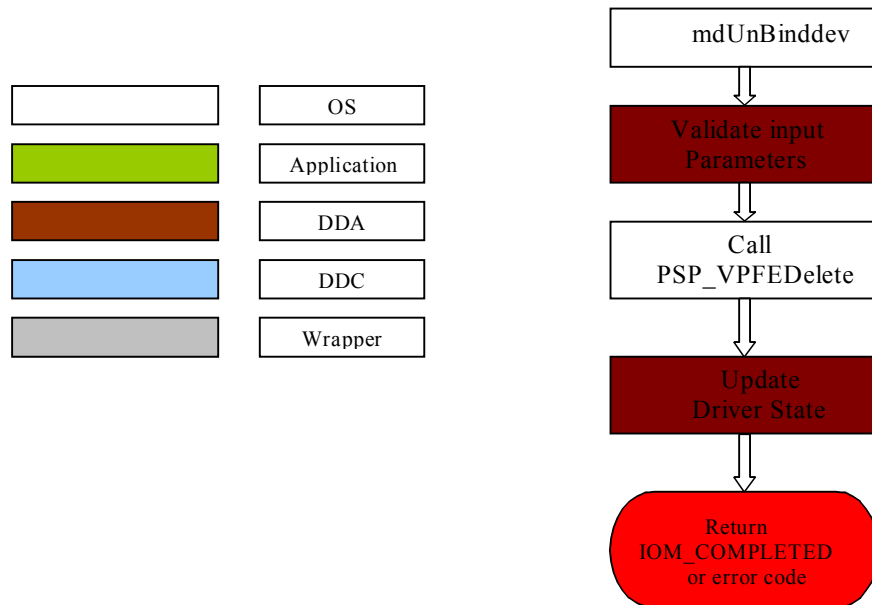 mdUnBinddev
OS
Application
DDA
DDC
Wrapper
Validate input
Parameters
Call
PSP_VPFEDelete
Update
Driver State
Return
IOM_COMPLETED
or error code